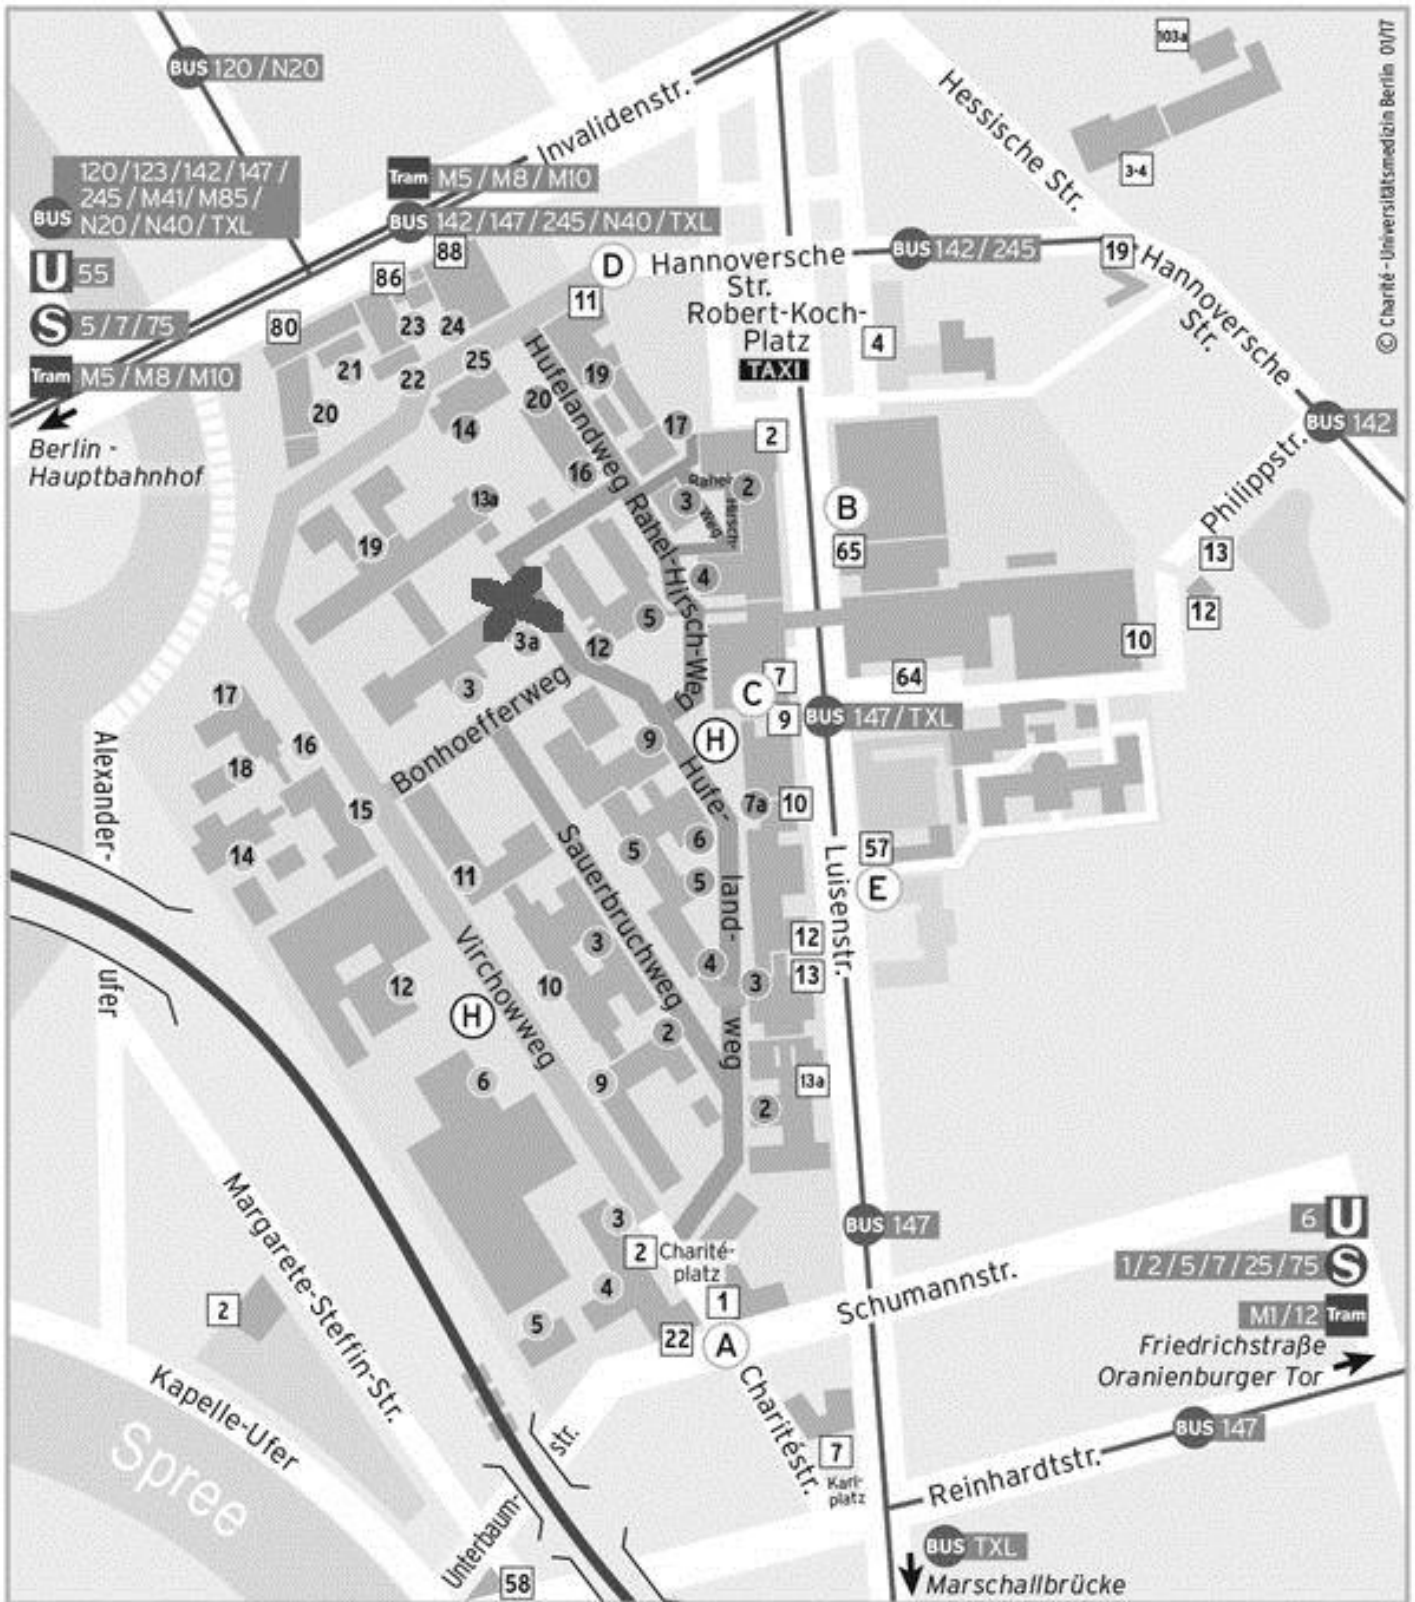 103a
© Charité - Universitätsmedizin Berlin 01/17
BUS 120 / N20
Invalidenstr.
Hessische Str.
3-4
120 / 123 / 142 / 147 /
245 / M41 / M85 /
BUS N20 / N40 / TXL
Tram M5 / M8 / M10
BUS 142 / 147 / 245 / N40 / TXL
U 55
S 5 / 7 / 75
Tram M5 / M8 / M10
Berlin -
Hauptbahnhof
88
86
80
D
Hannoversche
Str.
11
BUS 142 / 245
19
Hannoversche
Str.
Robert-Koch-
Platz
TAXI
4
23
24
21
22
25
20
14
Hufelandweg
19
20
17
16
2
BUS 142
Philippstr.
13
12
10
13a
19
Rahel-
Hirsch-
Weg
3
2
B
65
Rahel-Hirsch-Weg
4
5
3a
12
3
7
C
9
64
BUS 147 / TXL
17
16
18
15
14
Bonhoefferweg
9
H
Hufe-
land-
weg
7a
10
6
5
5
57
E
Luisenstr.
Alexander-
ufer
11
Sauerbruchweg
3
4
12
13
3
12
10
H
Virchowweg
2
6
9
13a
2
3
2
Charité-
platz
4
1
5
22
A
BUS 147
Schumannstr.
6 U
1 / 2 / 5 / 7 / 25 / 75 S
M1 / 12 Tram
Friedrichstraße
Oranienburger Tor
Margarete-Steffin-Str.
2
Kapelle-Ufer
Spree
Unterbaum-
str.
58
Charitéstr.
7
Karl-
platz
BUS 147
Reinhardtstr.
BUS TXL
Marschallbrücke